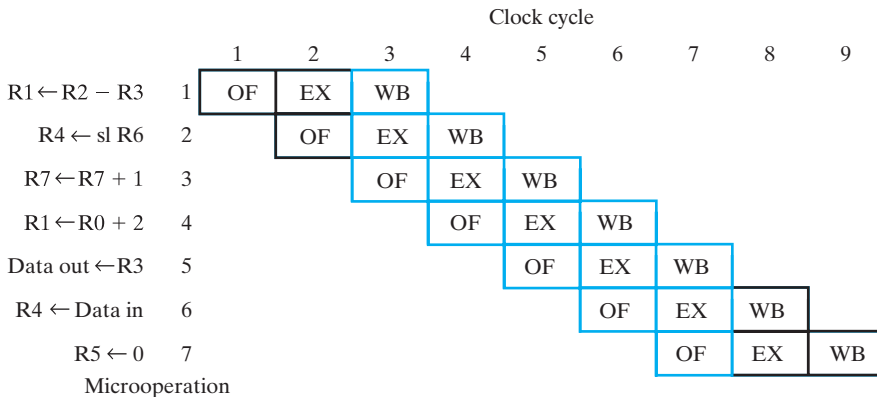 Clock cycle
1 2 3 4 5 6 7 8 9
R1←R2 − R3 1 OF EX WB
R4 ← sl R6 2 OF EX WB
R7←R7 + 1 3 OF EX WB
R1←R0 + 2 4 OF EX WB
Data out ←R3 5 OF EX WB
R4 ← Data in 6 OF EX WB
R5 ← 0 7 OF EX WB
Microoperation